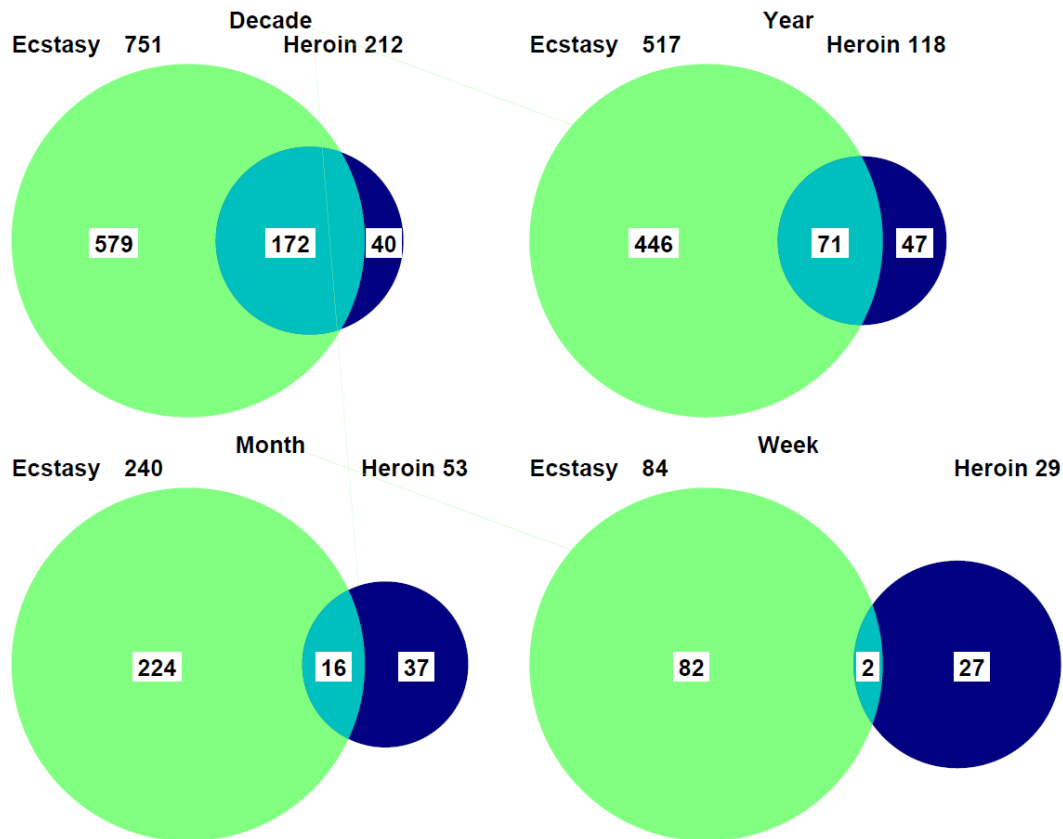 Decade
Ecstasy 751 Heroin 212
579 172 40
Year
Ecstasy 517 Heroin 118
446 71 47
Month
Ecstasy 240 Heroin 53
224 16 37
Week
Ecstasy 84 Heroin 29
82 2 27